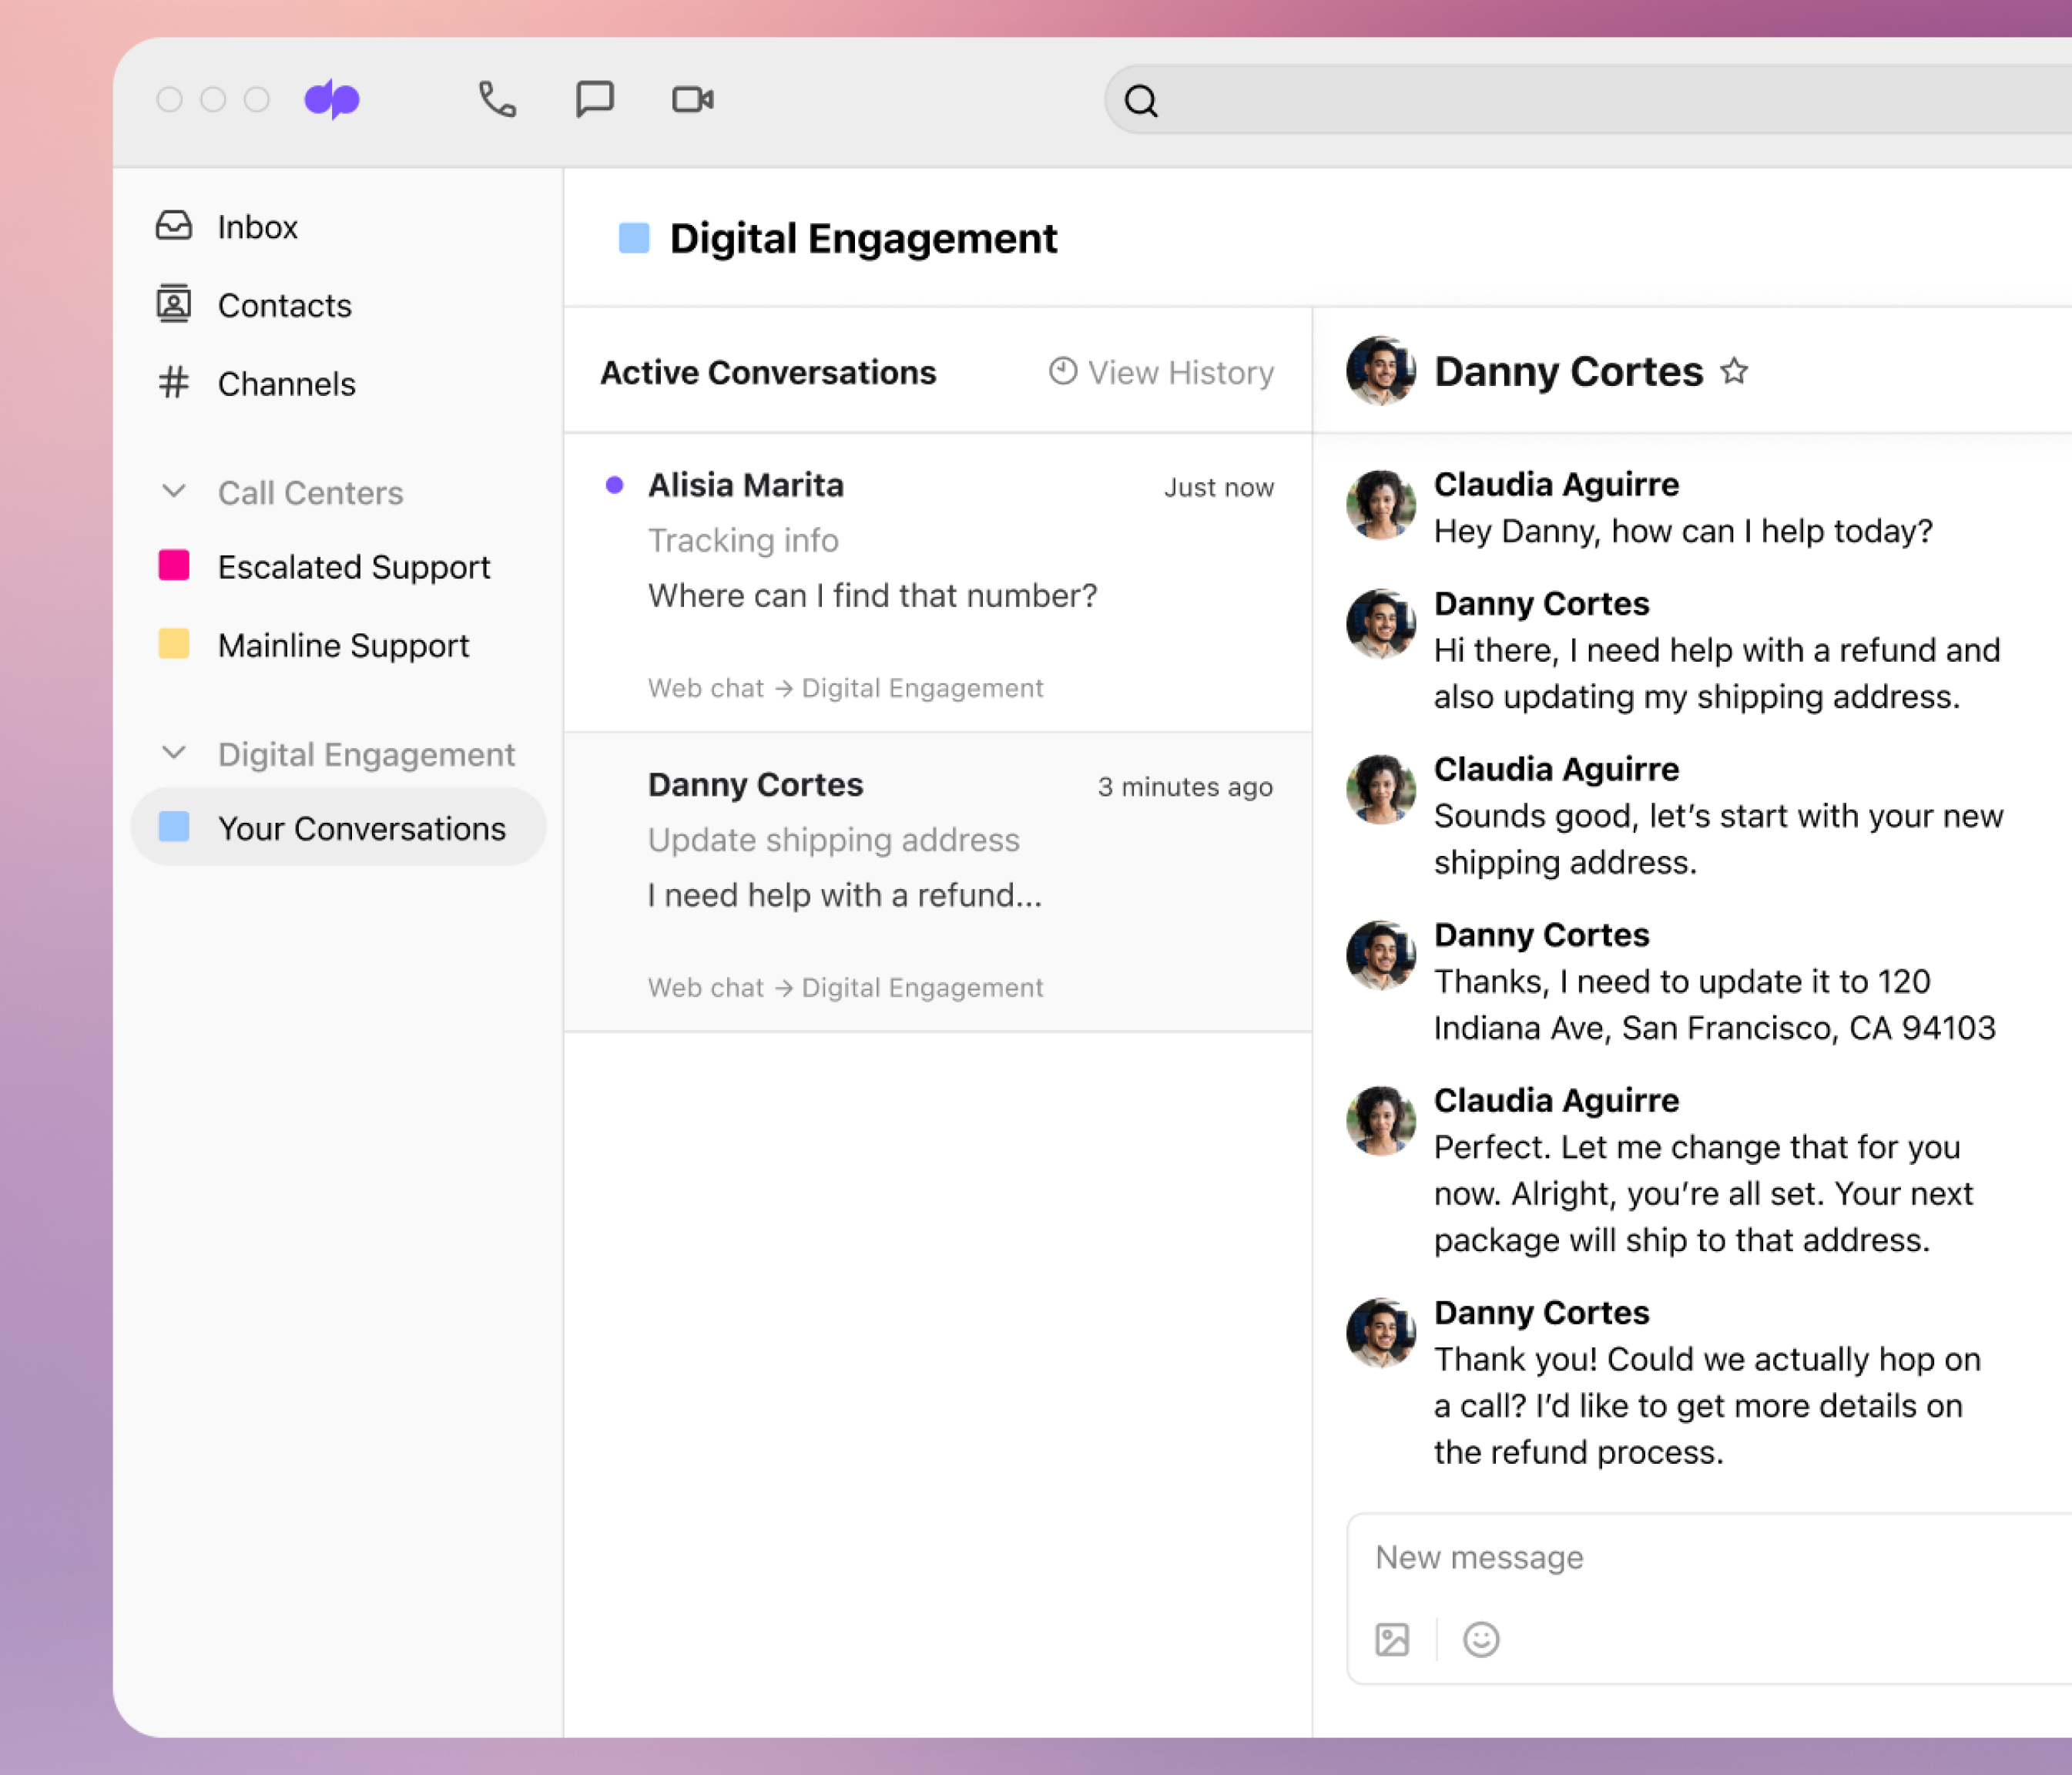 Inbox
Contacts
Channels
Call Centers
Escalated Support
Mainline Support
Digital Engagement
Your Conversations
Digital Engagement
Active Conversations
View History
Alisia Marita
Just now
Tracking info
Where can I find that number?
Web chat → Digital Engagement
Danny Cortes
3 minutes ago
Update shipping address
I need help with a refund...
Web chat → Digital Engagement
Danny Cortes
Claudia Aguirre
Hey Danny, how can I help today?
Danny Cortes
Hi there, I need help with a refund and
also updating my shipping address.
Claudia Aguirre
Sounds good, let’s start with your new
shipping address.
Danny Cortes
Thanks, I need to update it to 120
Indiana Ave, San Francisco, CA 94103
Claudia Aguirre
Perfect. Let me change that for you
now. Alright, you’re all set. Your next
package will ship to that address.
Danny Cortes
Thank you! Could we actually hop on
a call? I’d like to get more details on
the refund process.
New message